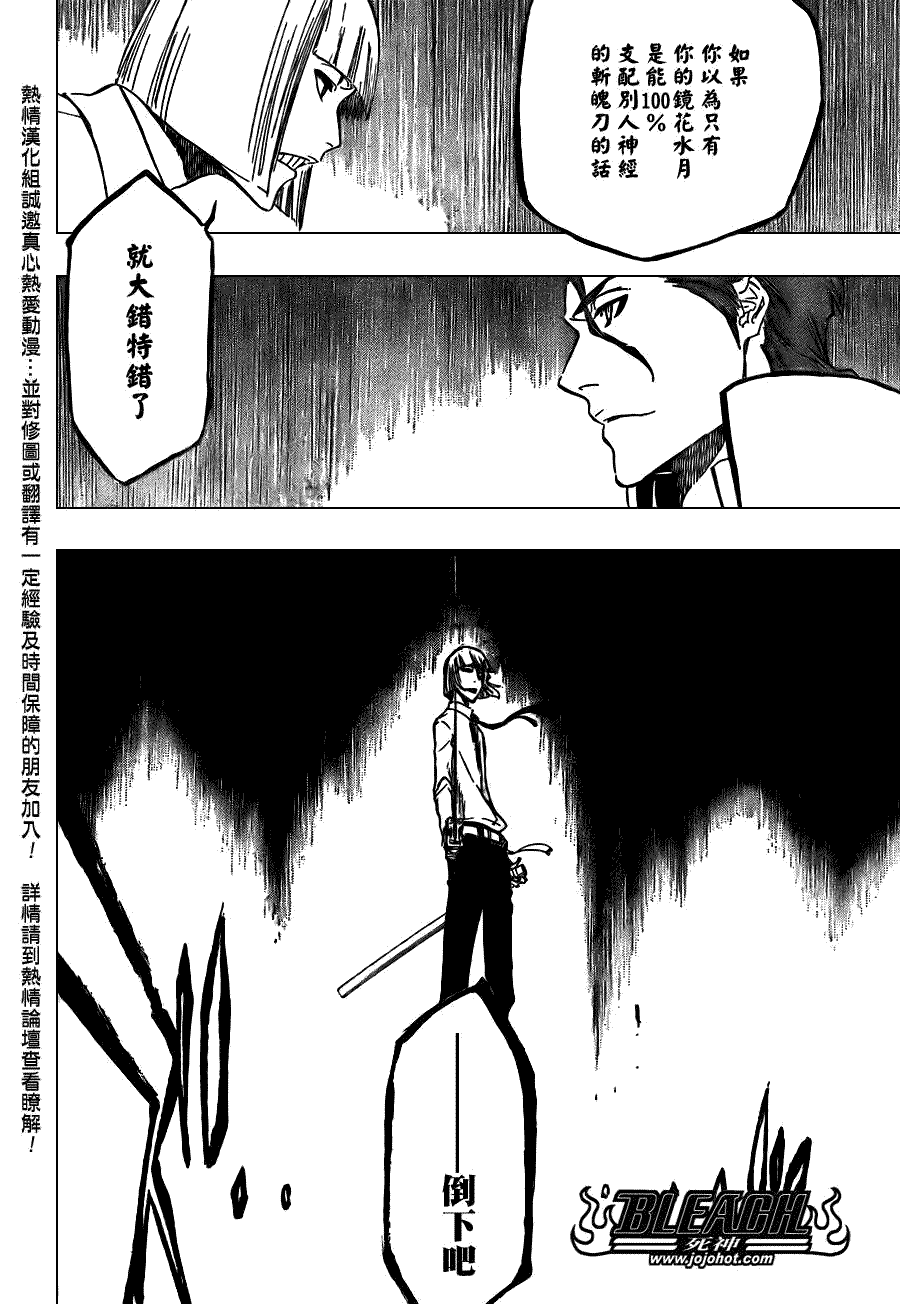 如果
你以為只有
你的鏡花水月
是能100%
支配別人神經
的斬魄刀的話
就大錯特錯了
——倒下吧
熱情漢化組誠邀真心熱愛動漫…並對修圖或翻譯有一定經驗及時間保障的朋友加入！ 詳情請到熱情論壇查看瞭解！
BLEACH
死神
www.jojohot.com